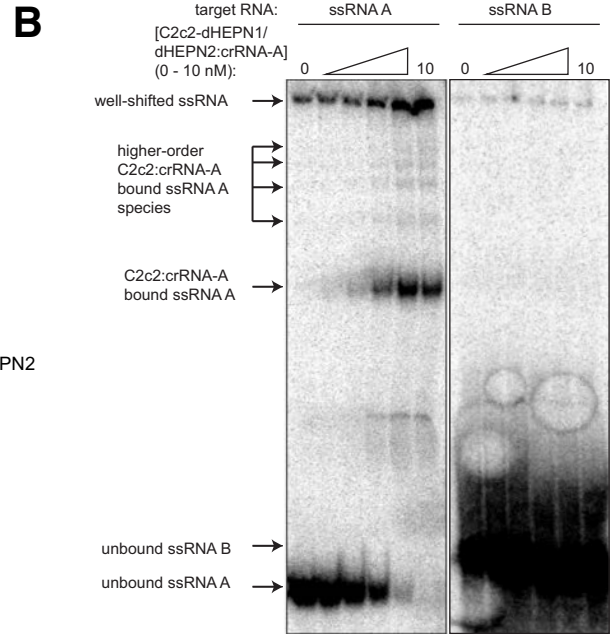 B
target RNA:
ssRNA A
ssRNA B
[C2c2-dHEPN1/
dHEPN2:crRNA-A]
(0 - 10 nM):
0
10
0
10
well-shifted ssRNA
higher-order
C2c2:crRNA-A
bound ssRNA A
species
C2c2:crRNA-A
bound ssRNA A
PN2
unbound ssRNA B
unbound ssRNA A